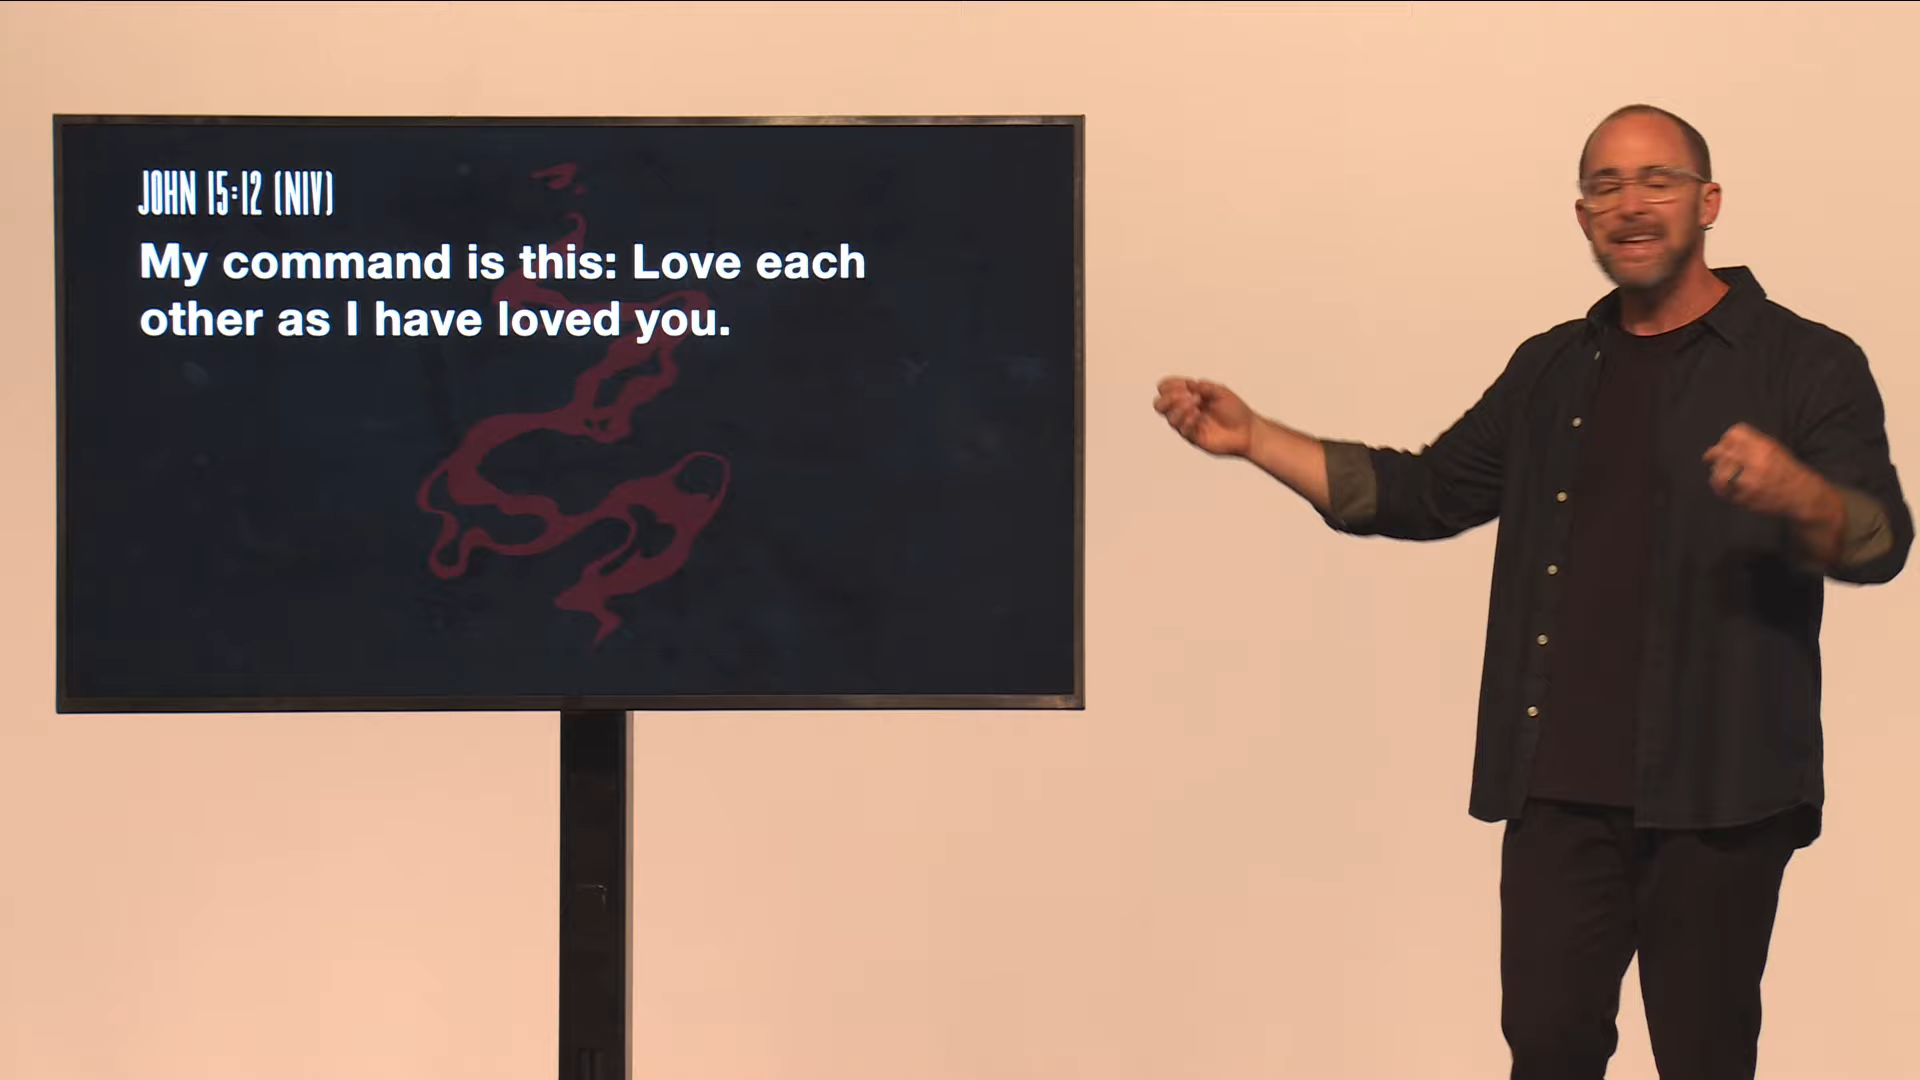 JOHN 15:12 (NIV)
My command is this: Love each
other as I have loved you.